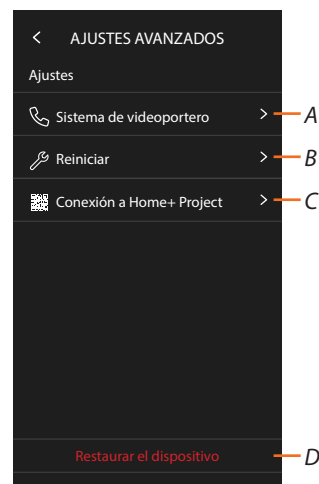 AJUSTES AVANZADOS
Ajustes
Sistema de videoportero A
Reiniciar B
Conexión a Home+ Project C
Restaurar el dispositivo D